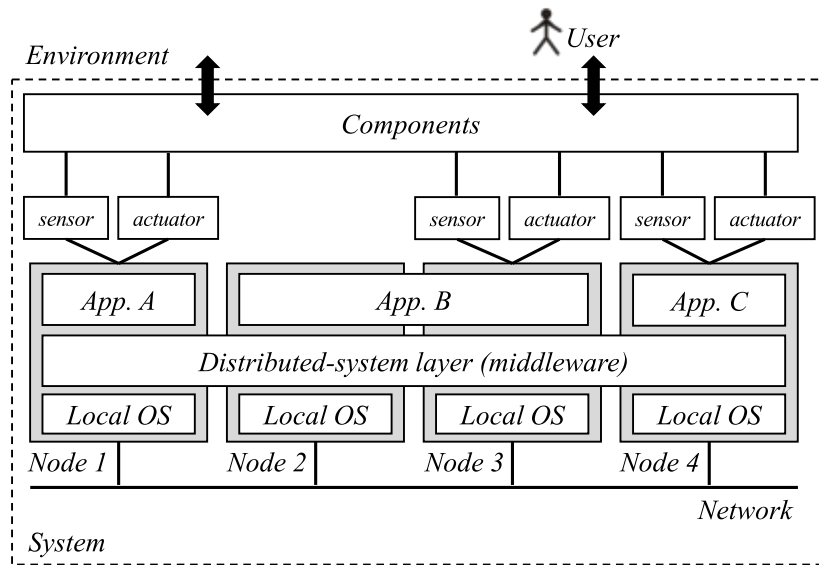 Environment
User
Components
sensor
actuator
sensor
actuator
sensor
actuator
App. A
App. B
App. C
Distributed-system layer (middleware)
Local OS
Local OS
Local OS
Local OS
Node 1
Node 2
Node 3
Node 4
Network
System